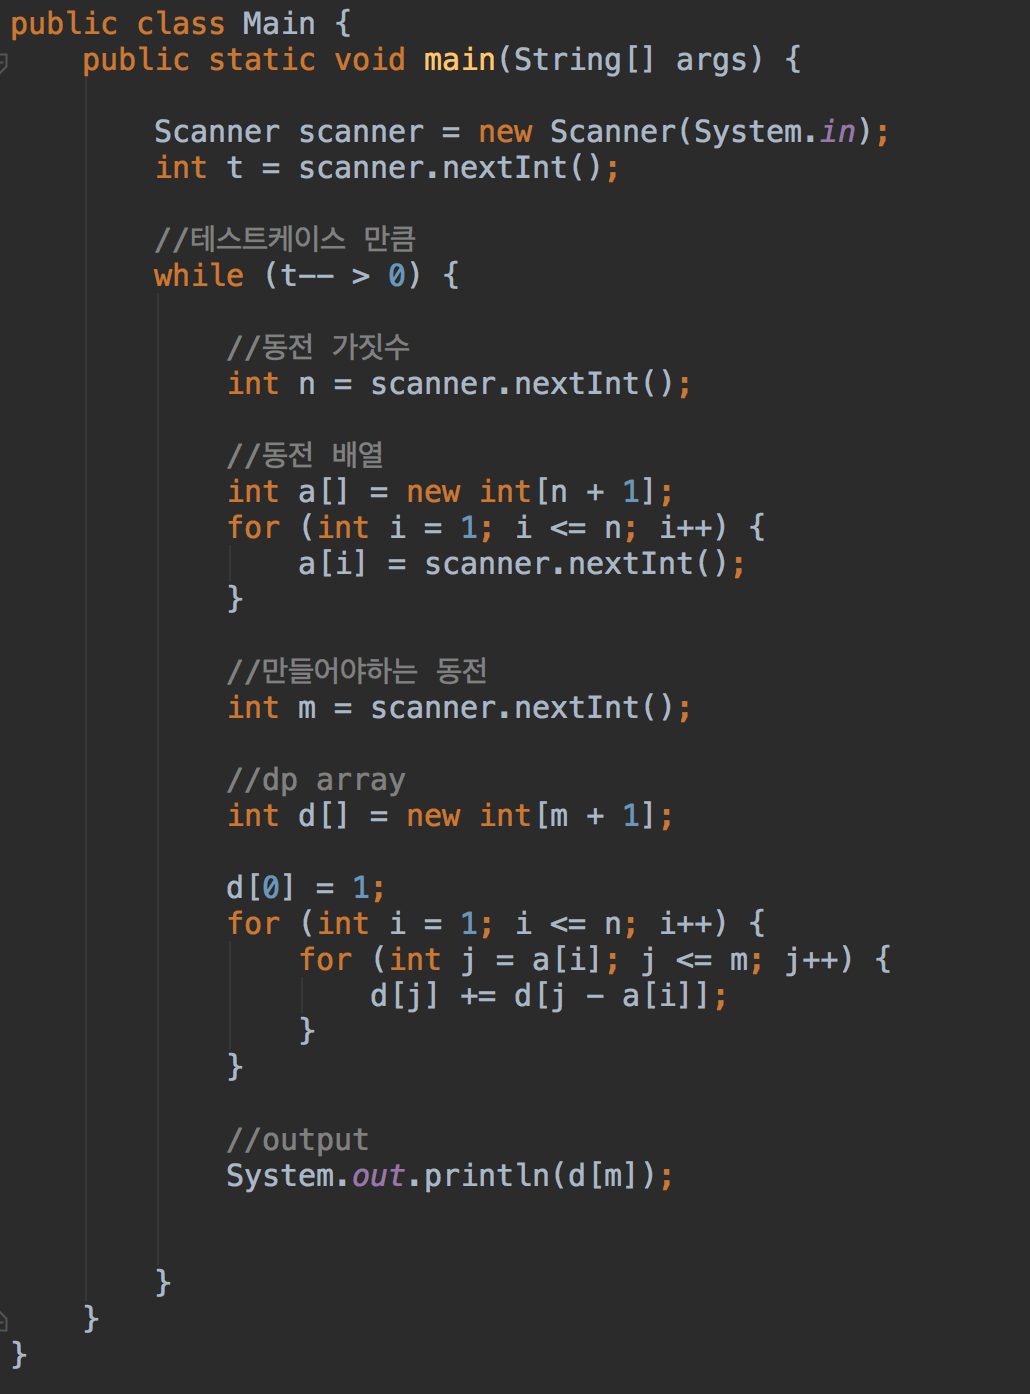 public class Main {
public static void main(String[] args) {
Scanner scanner = new Scanner(System.in);
int t = scanner.nextInt();
//테스트케이스 만큼
while (t-- > 0) {
//동전 가짓수
int n = scanner.nextInt();
//동전 배열
int a[] = new int[n + 1];
for (int i = 1; i <= n; i++) {
a[i] = scanner.nextInt();
}
//만들어야하는 동전
int m = scanner.nextInt();
//dp array
int d[] = new int[m + 1];
d[0] = 1;
for (int i = 1; i <= n; i++) {
for (int j = a[i]; j <= m; j++) {
d[j] += d[j - a[i]];
}
}
//output
System.out.println(d[m]);
}
}
}